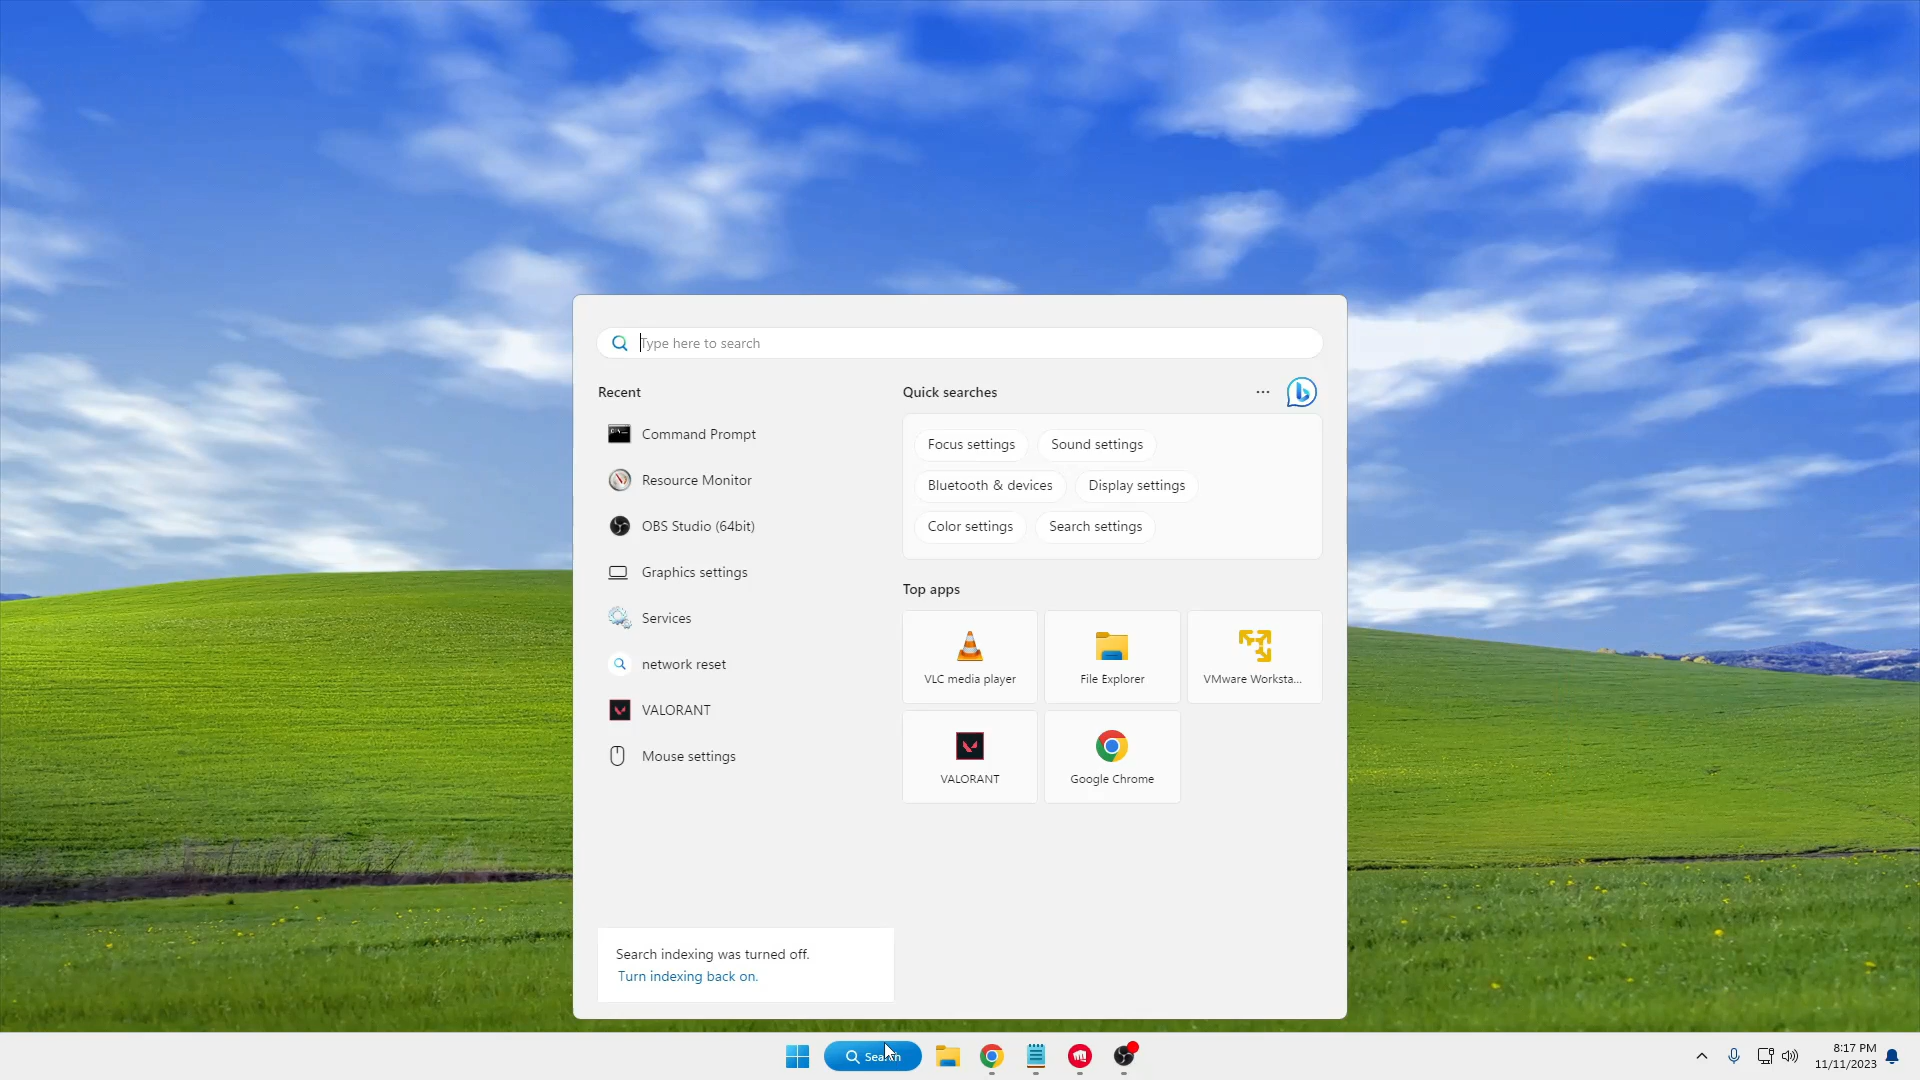 Type here to search
Recent
Command Prompt
Resource Monitor
OBS Studio (64bit)
Graphics settings
Services
network reset
VALORANT
Mouse settings
Quick searches
Focus settings
Sound settings
Bluetooth & devices
Display settings
Color settings
Search settings
Top apps
VLC media player
File Explorer
VMware Worksta...
VALORANT
Google Chrome
Search indexing was turned off.
Turn indexing back on.
Search
8:17 PM
11/11/2023